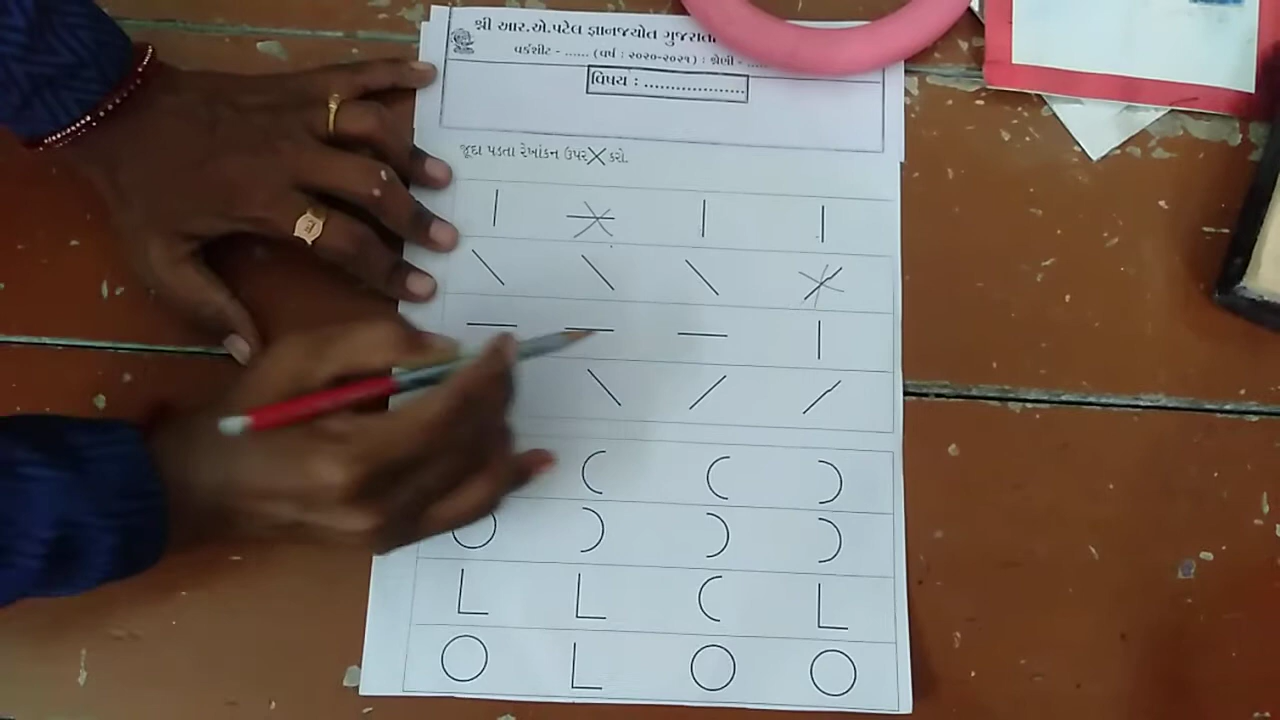 શ્રી આર.એ.પટેલ જ્ઞાનજ્યોત ગુજરાતી
વર્કશીટ - ...... (વર્ષ : ૨૦૨૦-૨૦૨૧) : શ્રેણી - ....
વિષય : ..................
જૂદા પડતા રેખાંકન ઉપર X કરો.